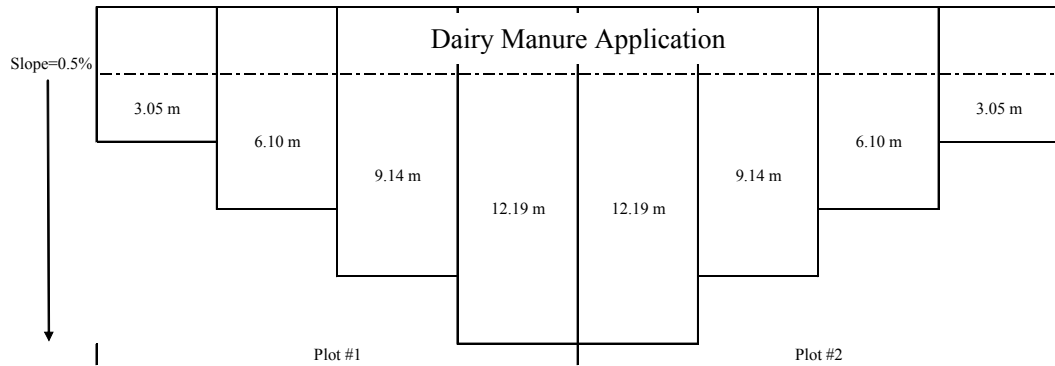 Dairy Manure Application
Slope=0.5%
3.05 m
3.05 m
6.10 m
6.10 m
9.14 m
9.14 m
12.19 m
12.19 m
Plot #1
Plot #2